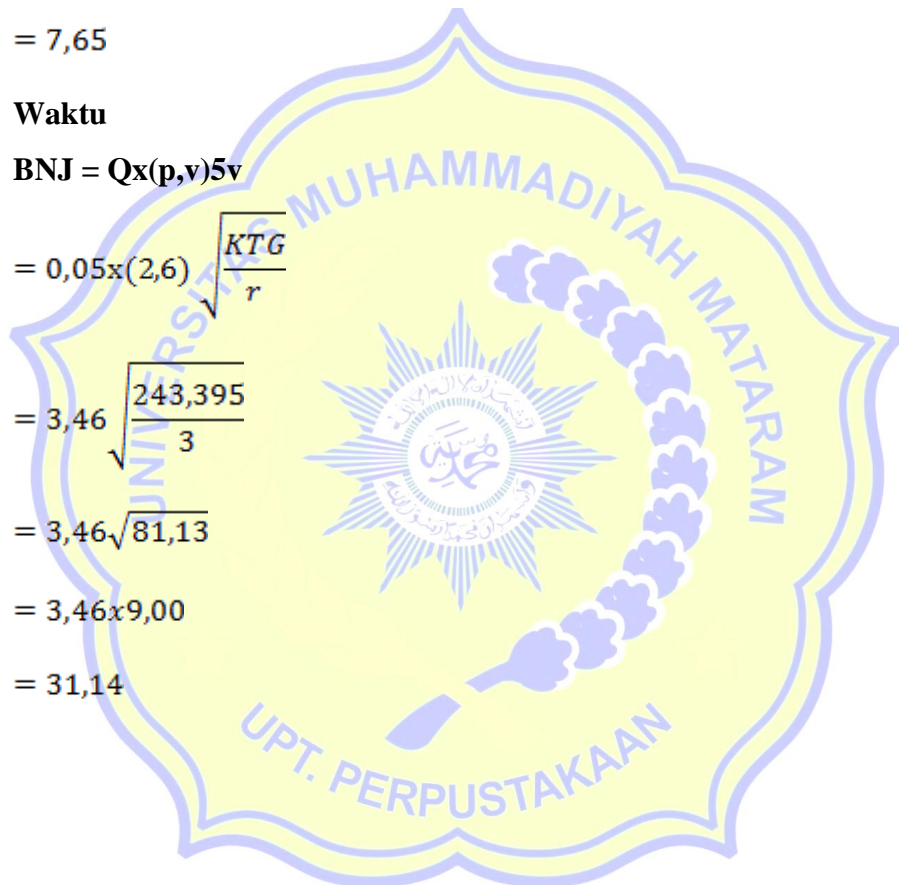 = 7,65
Waktu
BNJ = Qx(p,v)5v
= 0,05x(2,6) √(KTG/r)
= 3,46 √(243,395/3)
= 3,46√81,13
= 3,46x9,00
= 31,14
UNIVERSITAS MUHAMMADIYAH MATARAM
UPT. PERPUSTAKAAN